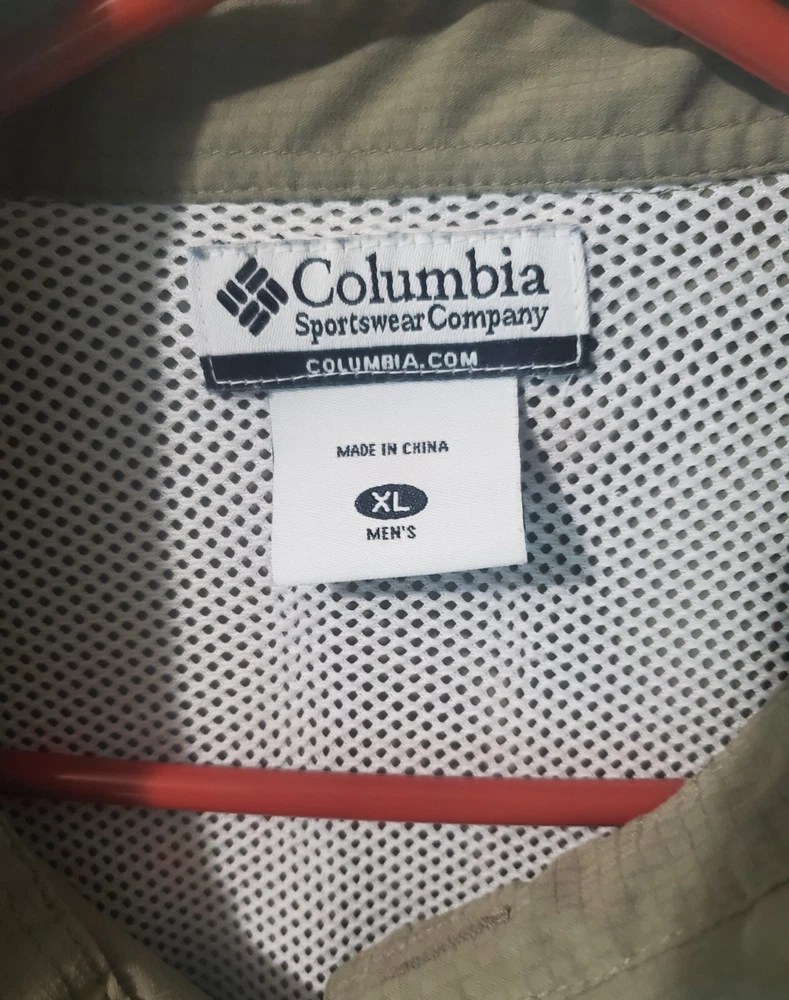 Columbia
Sportswear Company
COLUMBIA.COM
MADE IN CHINA
XL
MEN'S